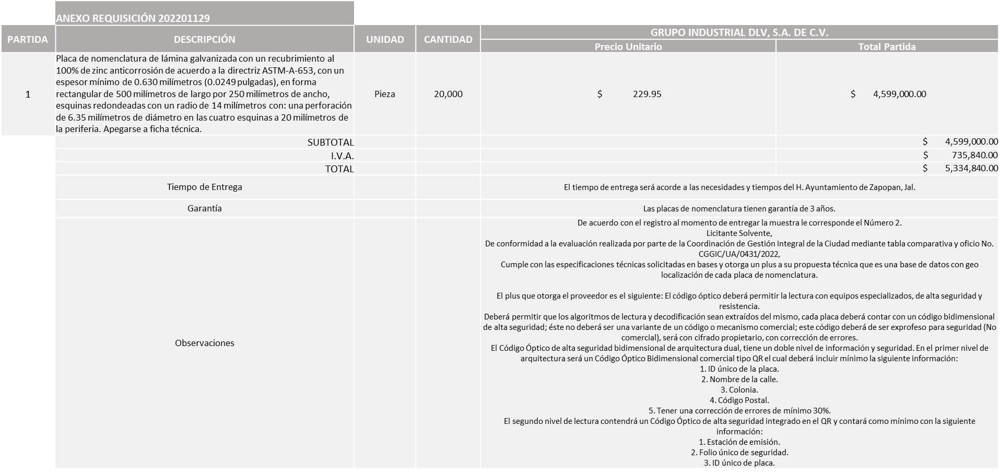 ANEXO REQUISICIÓN 202201129
PARTIDA DESCRIPCIÓN UNIDAD CANTIDAD GRUPO INDUSTRIAL DLV, S.A. DE C.V.
Precio Unitario Total Partida
Placa de nomenclatura de lámina galvanizada con un recubrimiento al
100% de zinc anticorrosión de acuerdo a la directriz ASTM-A-653, con un
espesor mínimo de 0.630 milímetros (0.0249 pulgadas), en forma
rectangular de 500 milímetros de largo por 250 milímetros de ancho,
esquinas redondeadas con un radio de 14 milímetros con: una perforación
de 6.35 milímetros de diámetro en las cuatro esquinas a 20 milímetros de
la periferia. Apegarse a ficha técnica.
1 Pieza 20,000 $ 229.95 $ 4,599,000.00
SUBTOTAL $ 4,599,000.00
I.V.A. $ 735,840.00
TOTAL $ 5,334,840.00
Tiempo de Entrega El tiempo de entrega será acorde a las necesidades y tiempos del H. Ayuntamiento de Zapopan, Jal.
Garantía Las placas de nomenclatura tienen garantía de 3 años.
Observaciones
De acuerdo con el registro al momento de entregar la muestra le corresponde el Número 2.
Licitante Solvente,
De conformidad a la evaluación realizada por parte de la Coordinación de Gestión Integral de la Ciudad mediante tabla comparativa y oficio No.
CGGIC/UA/0431/2022,
Cumple con las especificaciones técnicas solicitadas en bases y otorga un plus a su propuesta técnica que es una base de datos con geo
localización de cada placa de nomenclatura.
El plus que otorga el proveedor es el siguiente: El código óptico deberá permitir la lectura con equipos especializados, de alta seguridad y
resistencia.
Deberá permitir que los algoritmos de lectura y decodificación sean extraídos del mismo, cada placa deberá contar con un código bidimensional
de alta seguridad; éste no deberá ser una variante de un código o mecanismo comercial; este código deberá de ser exprofeso para seguridad (No
comercial), será con cifrado propietario, con corrección de errores.
El Código Óptico de alta seguridad bidimensional de arquitectura dual, tiene un doble nivel de información y seguridad. En el primer nivel de
arquitectura será un Código Óptico Bidimensional comercial tipo QR el cual deberá incluir mínimo la siguiente información:
1. ID único de la placa.
2. Nombre de la calle.
3. Colonia.
4. Código Postal.
5. Tener una corrección de errores de mínimo 30%.
El segundo nivel de lectura contendrá un Código Óptico de alta seguridad integrado en el QR y contará como mínimo con la siguiente
información:
1. Estación de emisión.
2. Folio único de seguridad.
3. ID único de placa.